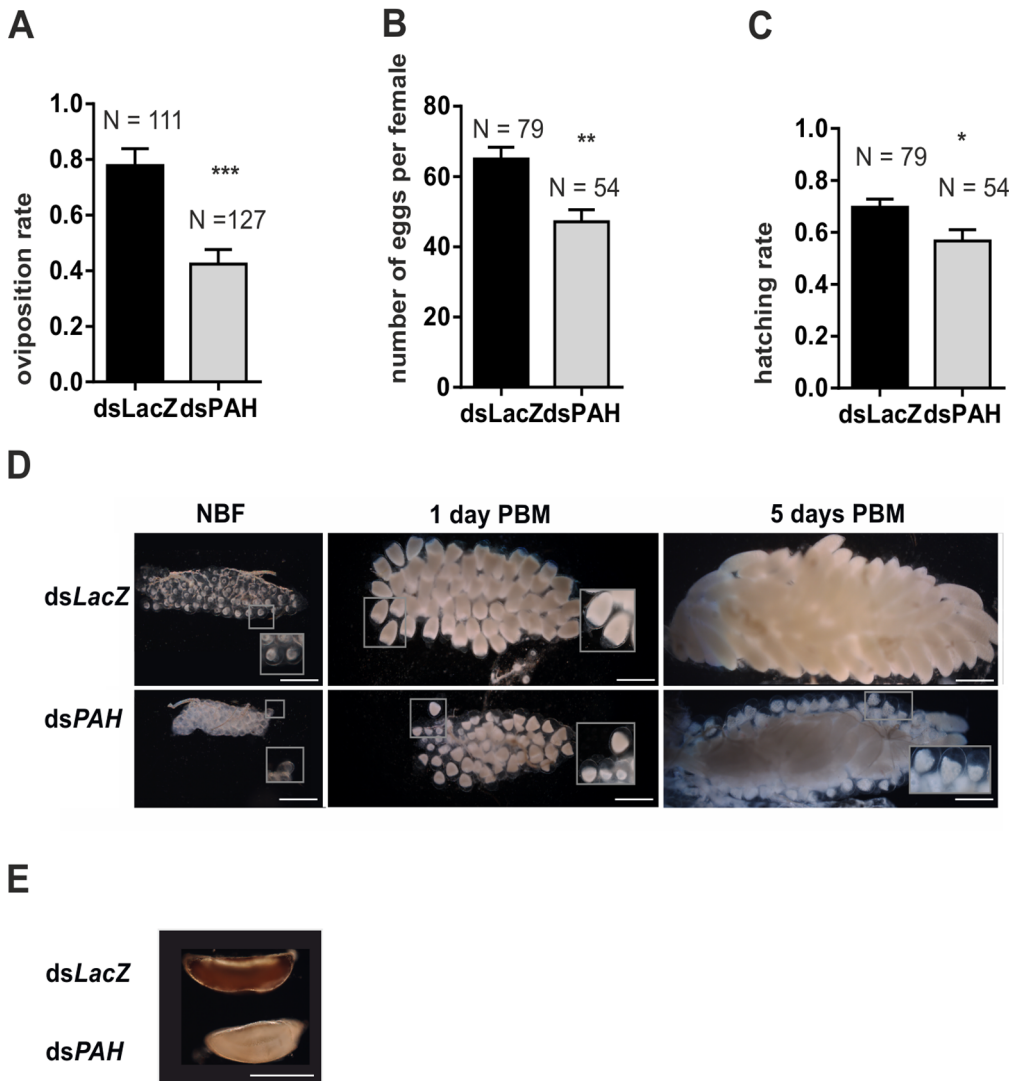 A
B
C
oviposition rate
1.0
0.8
0.6
0.4
0.2
0.0
N = 111
***
N =127
dsLacZ dsPAH
number of eggs per female
80
60
40
20
0
N = 79
**
N = 54
dsLacZ dsPAH
hatching rate
1.0
0.8
0.6
0.4
0.2
0.0
N = 79
*
N = 54
dsLacZ dsPAH
D
NBF
1 day PBM
5 days PBM
dsLacZ
dsPAH
E
dsLacZ
dsPAH